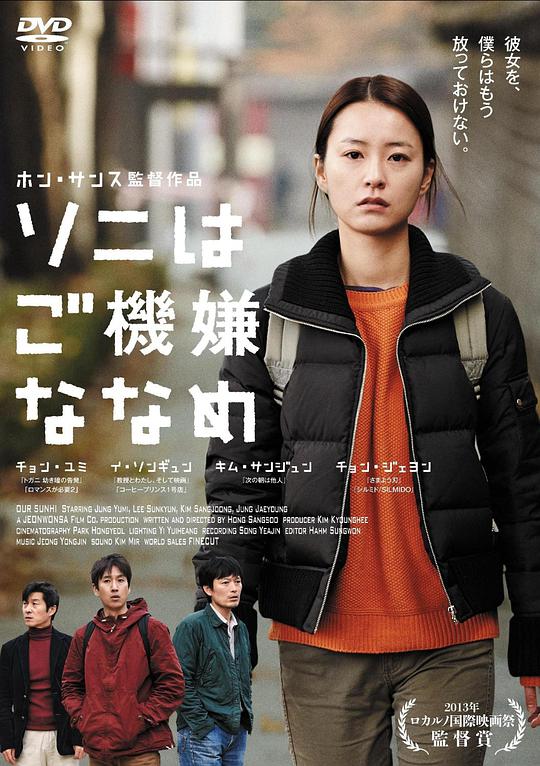 DVD
VIDEO
彼女を、
僕らはもう
放っておけない。
ホン・サンス監督作品
ソニは
ご機嫌
ななめ
チョン・ユミ イ・ソンギュン キム・サンジュン チョン・ジェヨン
『トガニ 幼き瞳の告発』 『教授とわたし、そして映画』 『次の朝は他人』 『さまよう刃』
『ロマンスが必要2』 『コーヒープリンス1号店』 『シルミド/SILMIDO』
OUR SUNHI STARRING JUNG YUMI, LEE SUNKYUN, KIM SANGJOONG, JUNG JAEYOUNG
A JEONWONSA FILM CO. PRODUCTION WRITTEN AND DIRECTED BY HONG SANGSOO PRODUCER KIM KYOUNGHEE
CINEMATOGRAPHY PARK HONGYEOL LIGHTING YI YUIHEANG RECORDING SONG YEAJIN EDITOR HAHM SUNGWON
MUSIC JEONG YONGJIN SOUND KIM MIR WORLD SALES FINECUT
2013年
ロカルノ国際映画祭
監督賞